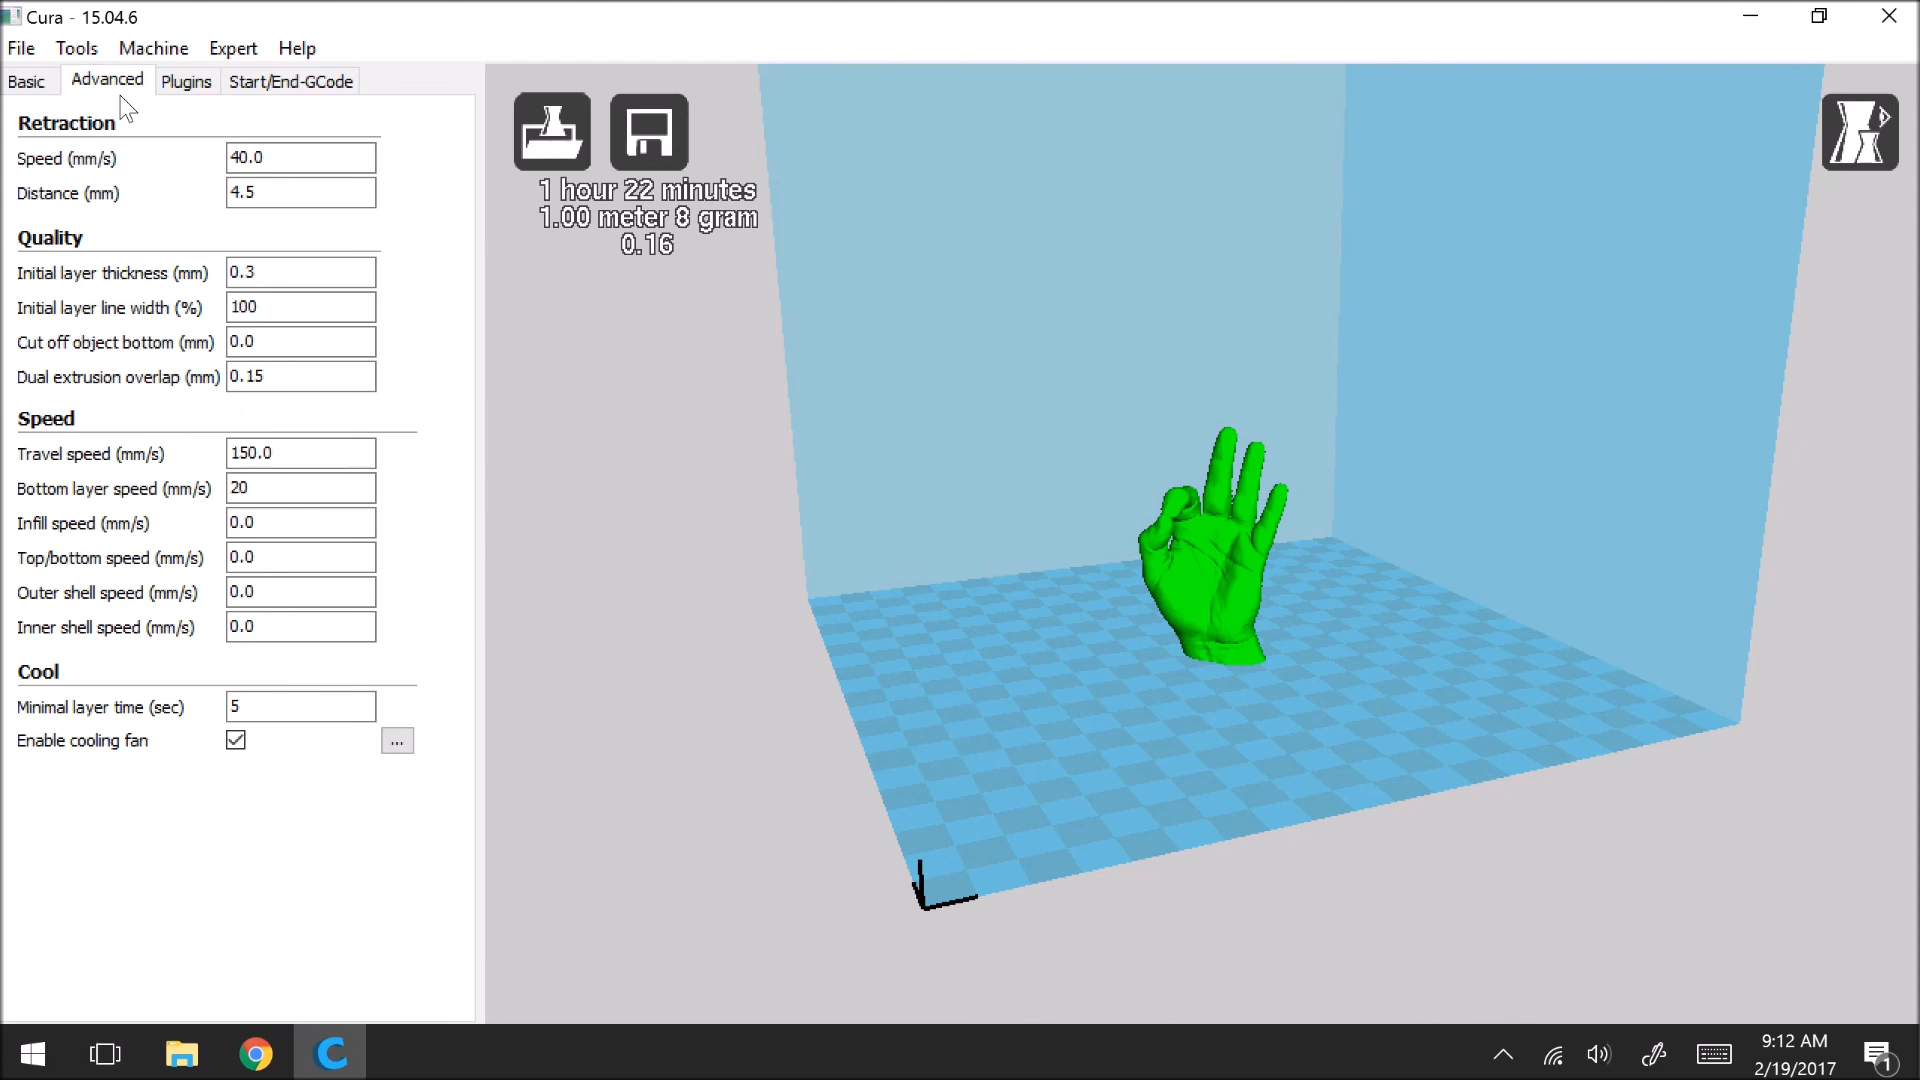 Cura - 15.04.6
File Tools Machine Expert Help
Basic Advanced Plugins Start/End-GCode
Retraction
Speed (mm/s) 40.0
Distance (mm) 4.5
Quality
Initial layer thickness (mm) 0.3
Initial layer line width (%) 100
Cut off object bottom (mm) 0.0
Dual extrusion overlap (mm) 0.15
Speed
Travel speed (mm/s) 150.0
Bottom layer speed (mm/s) 20
Infill speed (mm/s) 0.0
Top/bottom speed (mm/s) 0.0
Outer shell speed (mm/s) 0.0
Inner shell speed (mm/s) 0.0
Cool
Minimal layer time (sec) 5
Enable cooling fan ...
1 hour 22 minutes
1.00 meter 8 gram
0.16
9:12 AM
2/19/2017
1